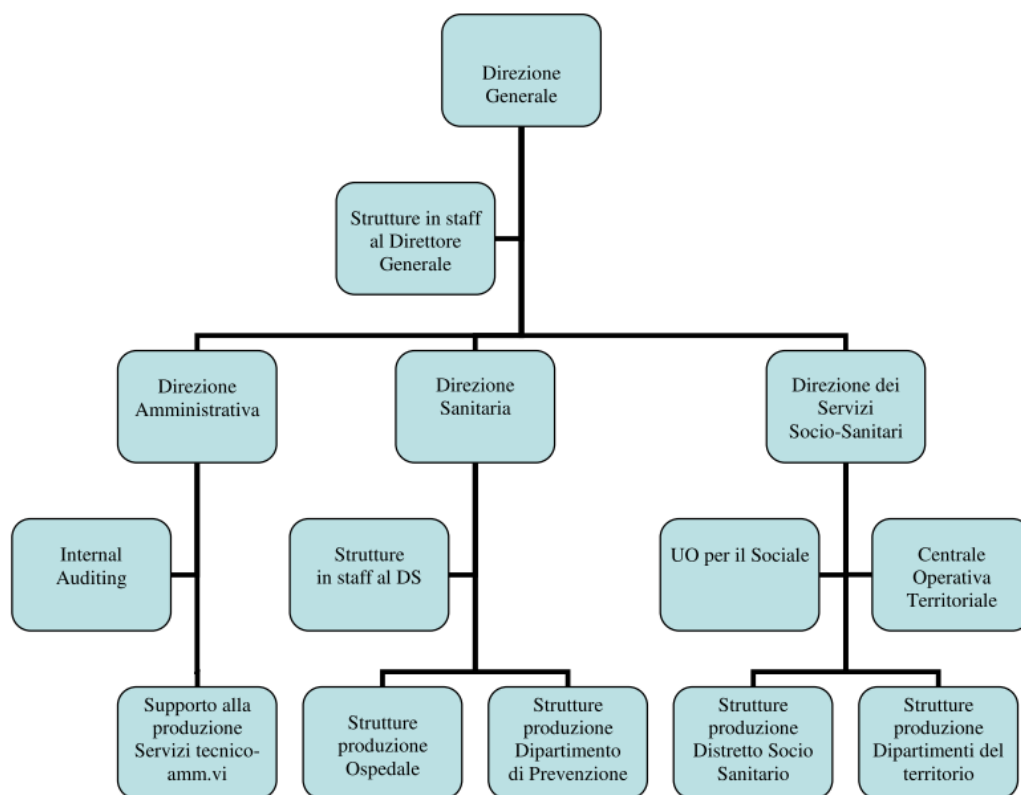 Direzione
Generale
Strutture in staff
al Direttore
Generale
Direzione
Amministrativa
Direzione
Sanitaria
Direzione dei
Servizi
Socio-Sanitari
Internal
Auditing
Strutture
in staff al DS
UO per il Sociale
Centrale
Operativa
Territoriale
Supporto alla
produzione
Servizi tecnico-
amm.vi
Strutture
produzione
Ospedale
Strutture
produzione
Dipartimento
di Prevenzione
Strutture
produzione
Distretto Socio
Sanitario
Strutture
produzione
Dipartimenti del
territorio